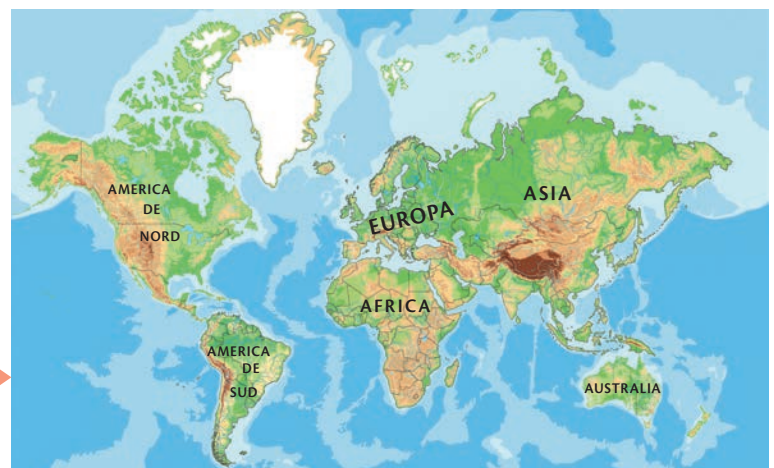 AMERICA
DE
NORD
EUROPA
ASIA
AFRICA
AMERICA
DE
SUD
AUSTRALIA